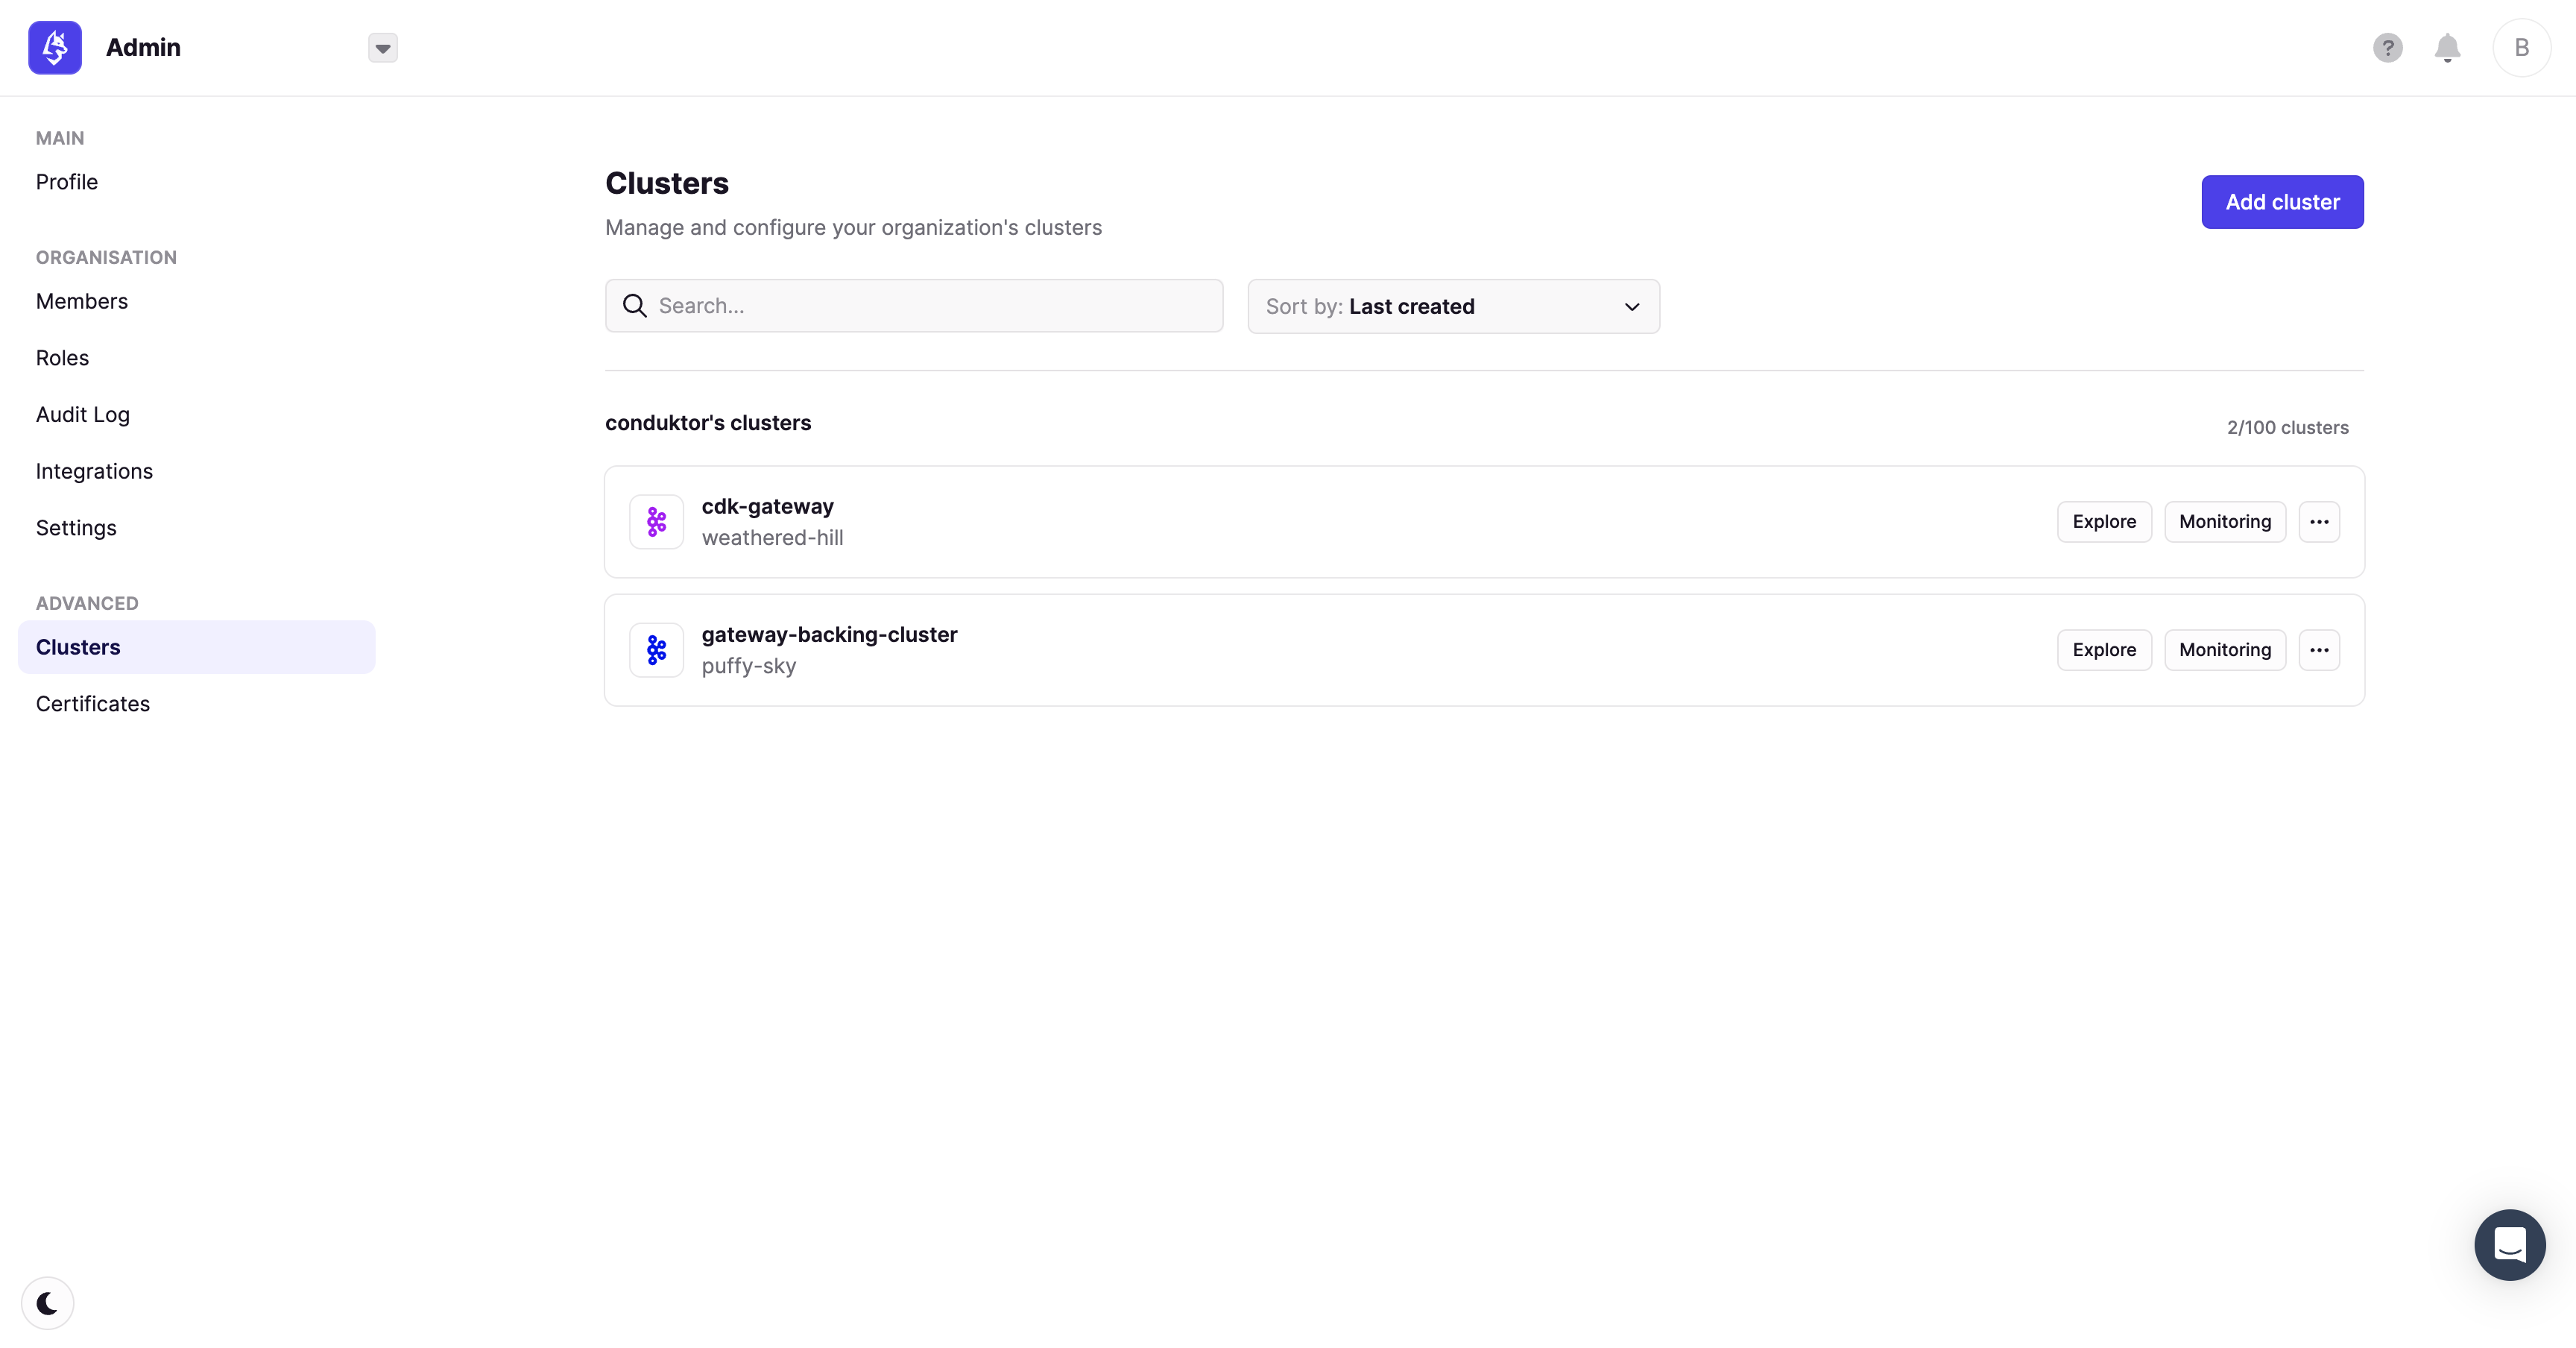 Admin
?
B
MAIN
Profile
ORGANISATION
Members
Roles
Audit Log
Integrations
Settings
ADVANCED
Clusters
Certificates
Clusters
Manage and configure your organization's clusters
Add cluster
Search...
Sort by: Last created
conduktor's clusters
2/100 clusters
cdk-gateway
weathered-hill
Explore
Monitoring
gateway-backing-cluster
puffy-sky
Explore
Monitoring